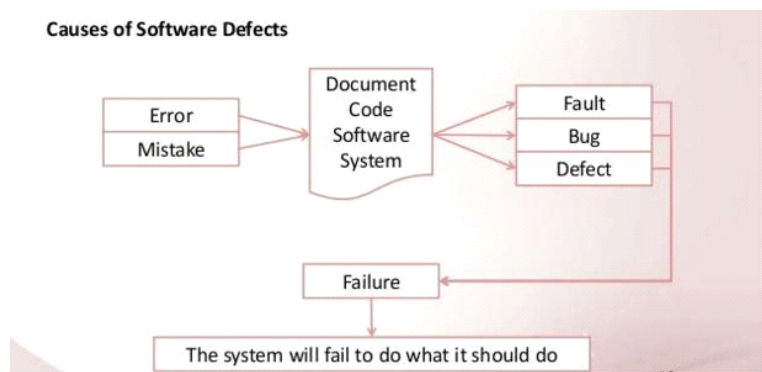 Causes of Software Defects
Error
Mistake
Document
Code
Software
System
Fault
Bug
Defect
Failure
The system will fail to do what it should do